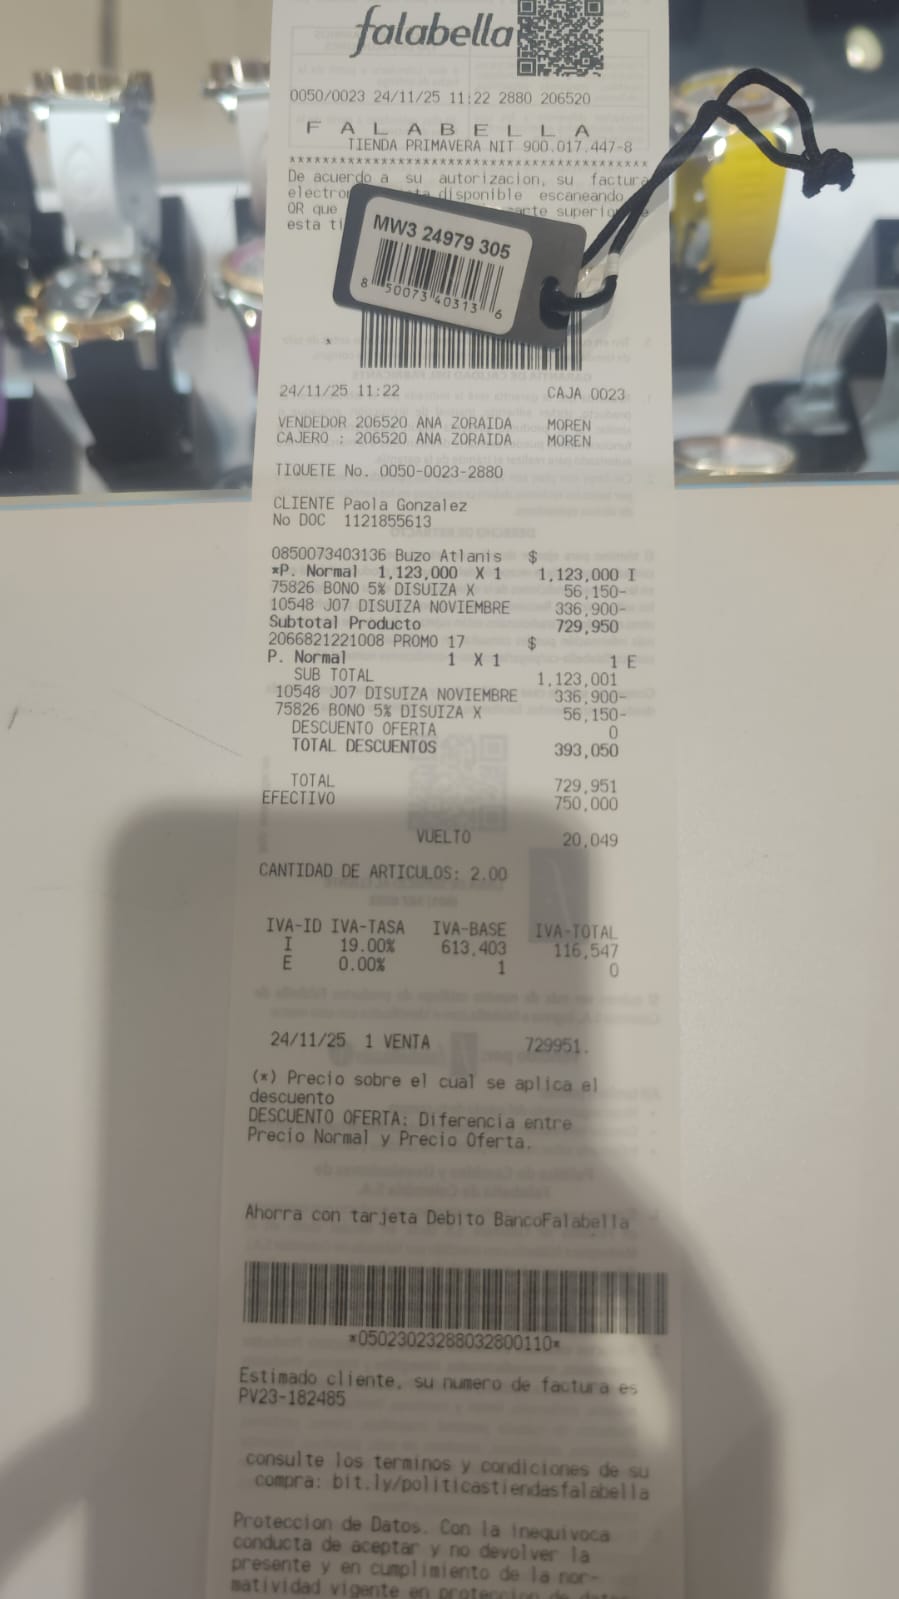 falabella
0050/0023 24/11/25 11:22 2880 206520
F A L A B E L L A
TIENDA PRIMAVERA NIT 900.017.447-8
****************************************
De acuerdo a su autorizacion, su factura
disponible escaneando
QR que
esta
MW3 24979 305
8 50073 40313 6
24/11/25 11:22 CAJA 0023
VENDEDOR 206520 ANA ZORAIDA MOREN
CAJERO : 206520 ANA ZORAIDA MOREN
TIQUETE No. 0050-0023-2880
CLIENTE Paola Gonzalez
No DOC 1121855613
0850073403136 Buzo Atlanis $
*P. Normal 1,123,000 X 1 1,123,000 I
75826 BONO 5% DISUIZA X 56,150-
10548 J07 DISUIZA NOVIEMBRE 336,900-
Subtotal Producto 729,950
2066821221008 PROMO 17 $
P. Normal 1 X 1 1 E
SUB TOTAL 1,123,001
10548 J07 DISUIZA NOVIEMBRE 336,900-
75826 BONO 5% DISUIZA X 56,150-
DESCUENTO OFERTA 0
TOTAL DESCUENTOS 393,050
TOTAL 729,951
EFECTIVO 750,000
VUELTO 20,049
CANTIDAD DE ARTICULOS: 2.00
IVA-ID IVA-TASA IVA-BASE IVA-TOTAL
I 19.00% 613,403 116,547
E 0.00% 1 0
24/11/25 1 VENTA 729951.
(*) Precio sobre el cual se aplica el
descuento
DESCUENTO OFERTA: Diferencia entre
Precio Normal y Precio Oferta.
Ahorra con tarjeta Debito BancoFalabella
*05023023288032800110*
Estimado cliente, su numero de factura es
PV23-182485
consulte los terminos y condiciones de su
compra: bit.ly/politicastiendasfalabella
Proteccion de Datos. Con la inequivoca
conducta de aceptar y no devolver la
presente y en cumplimiento de la nor-
matividad vigente en proteccion de datos